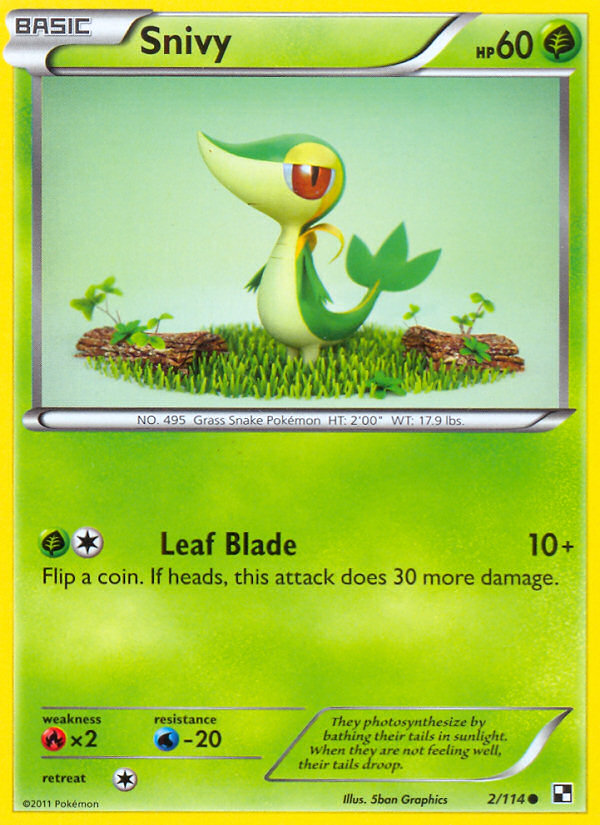 BASIC
Snivy
HP60
NO. 495 Grass Snake Pokémon HT: 2'00" WT: 17.9 lbs.
Leaf Blade 10+
Flip a coin. If heads, this attack does 30 more damage.
weakness
×2
resistance
-20
retreat
They photosynthesize by
bathing their tails in sunlight.
When they are not feeling well,
their tails droop.
©2011 Pokémon
Illus. 5ban Graphics
2/114